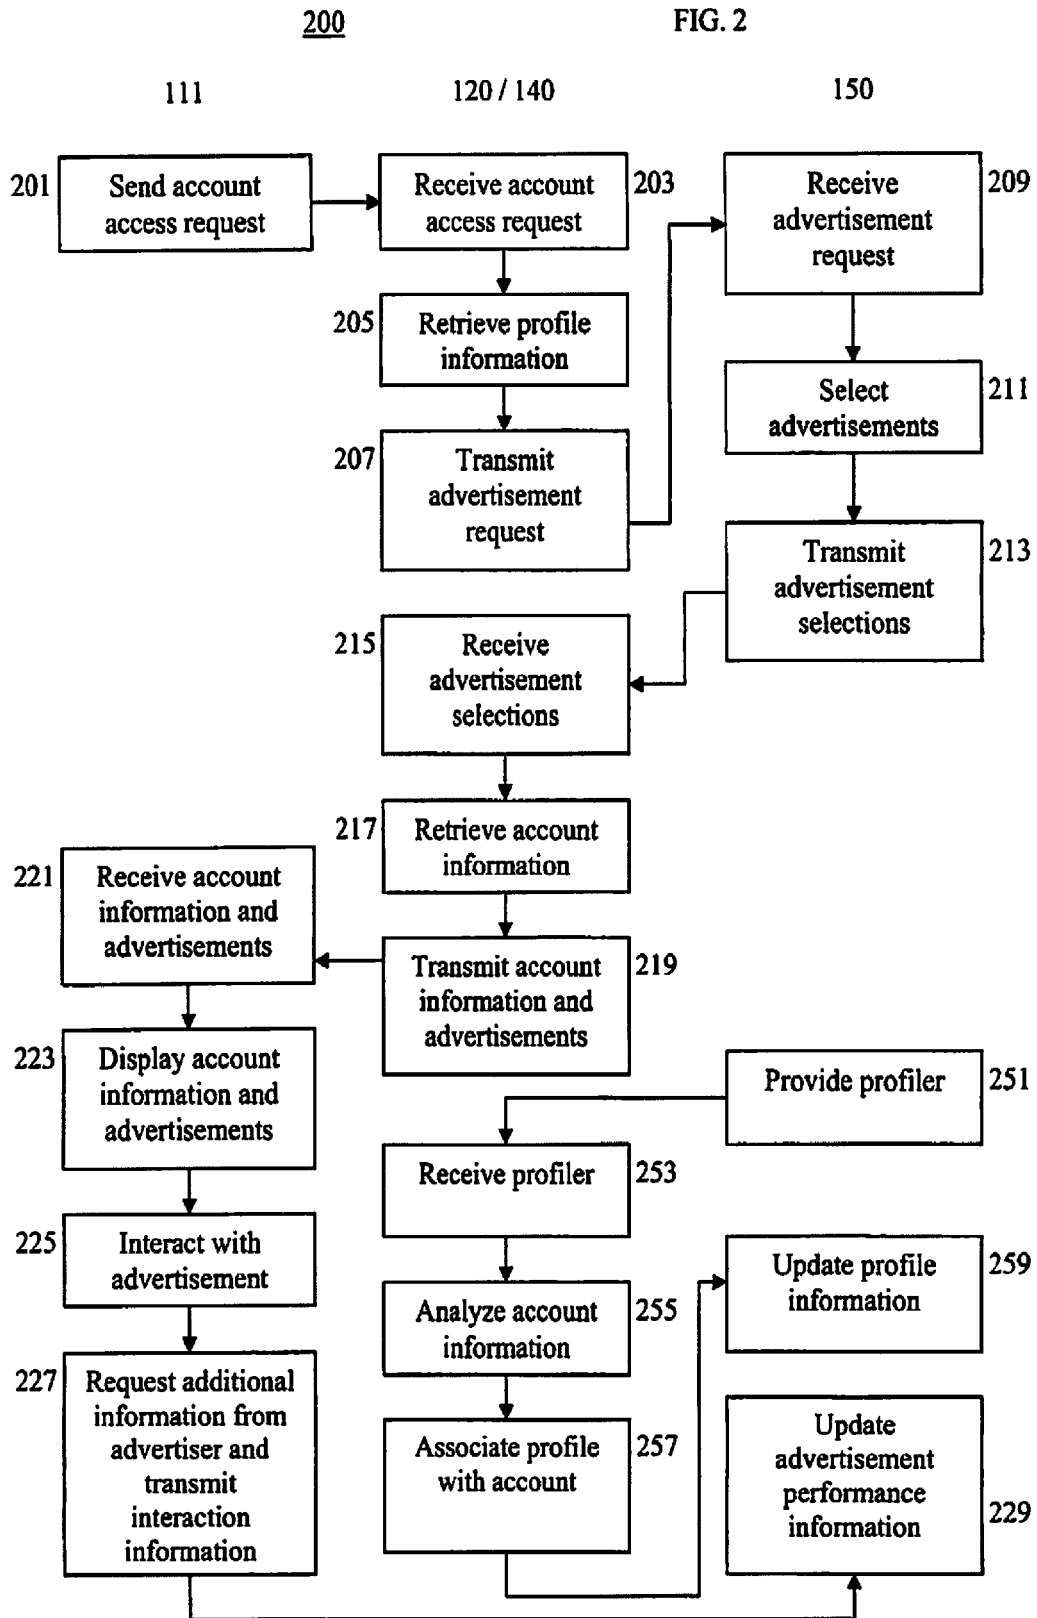 200
FIG. 2
111
120 / 140
150
201
Send account
access request
Receive account
access request
203
Receive
advertisement
request
209
205
Retrieve profile
information
Select
advertisements
211
207
Transmit
advertisement
request
Transmit
advertisement
selections
213
215
Receive
advertisement
selections
217
Retrieve account
information
221
Receive account
information and
advertisements
Transmit account
information and
advertisements
219
223
Display account
information and
advertisements
Provide profiler
251
Receive profiler
253
225
Interact with
advertisement
Analyze account
information
255
Update profile
information
259
227
Request additional
information from
advertiser and
transmit
interaction
information
Associate profile
with account
257
Update
advertisement
performance
information
229